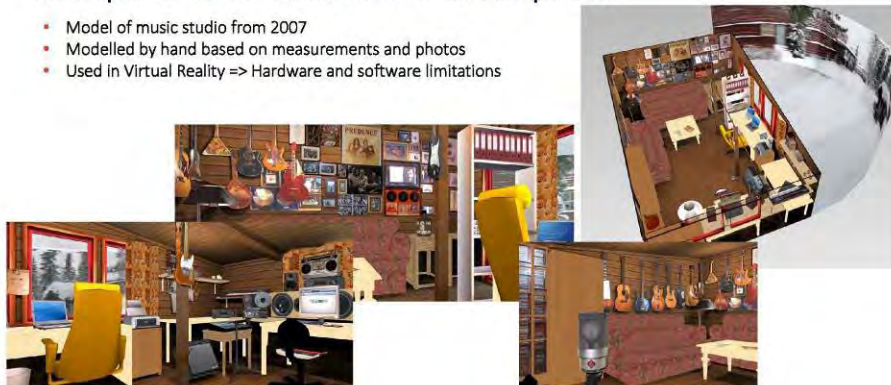 • Model of music studio from 2007
• Modelled by hand based on measurements and photos
• Used in Virtual Reality => Hardware and software limitations
PRUDENCE